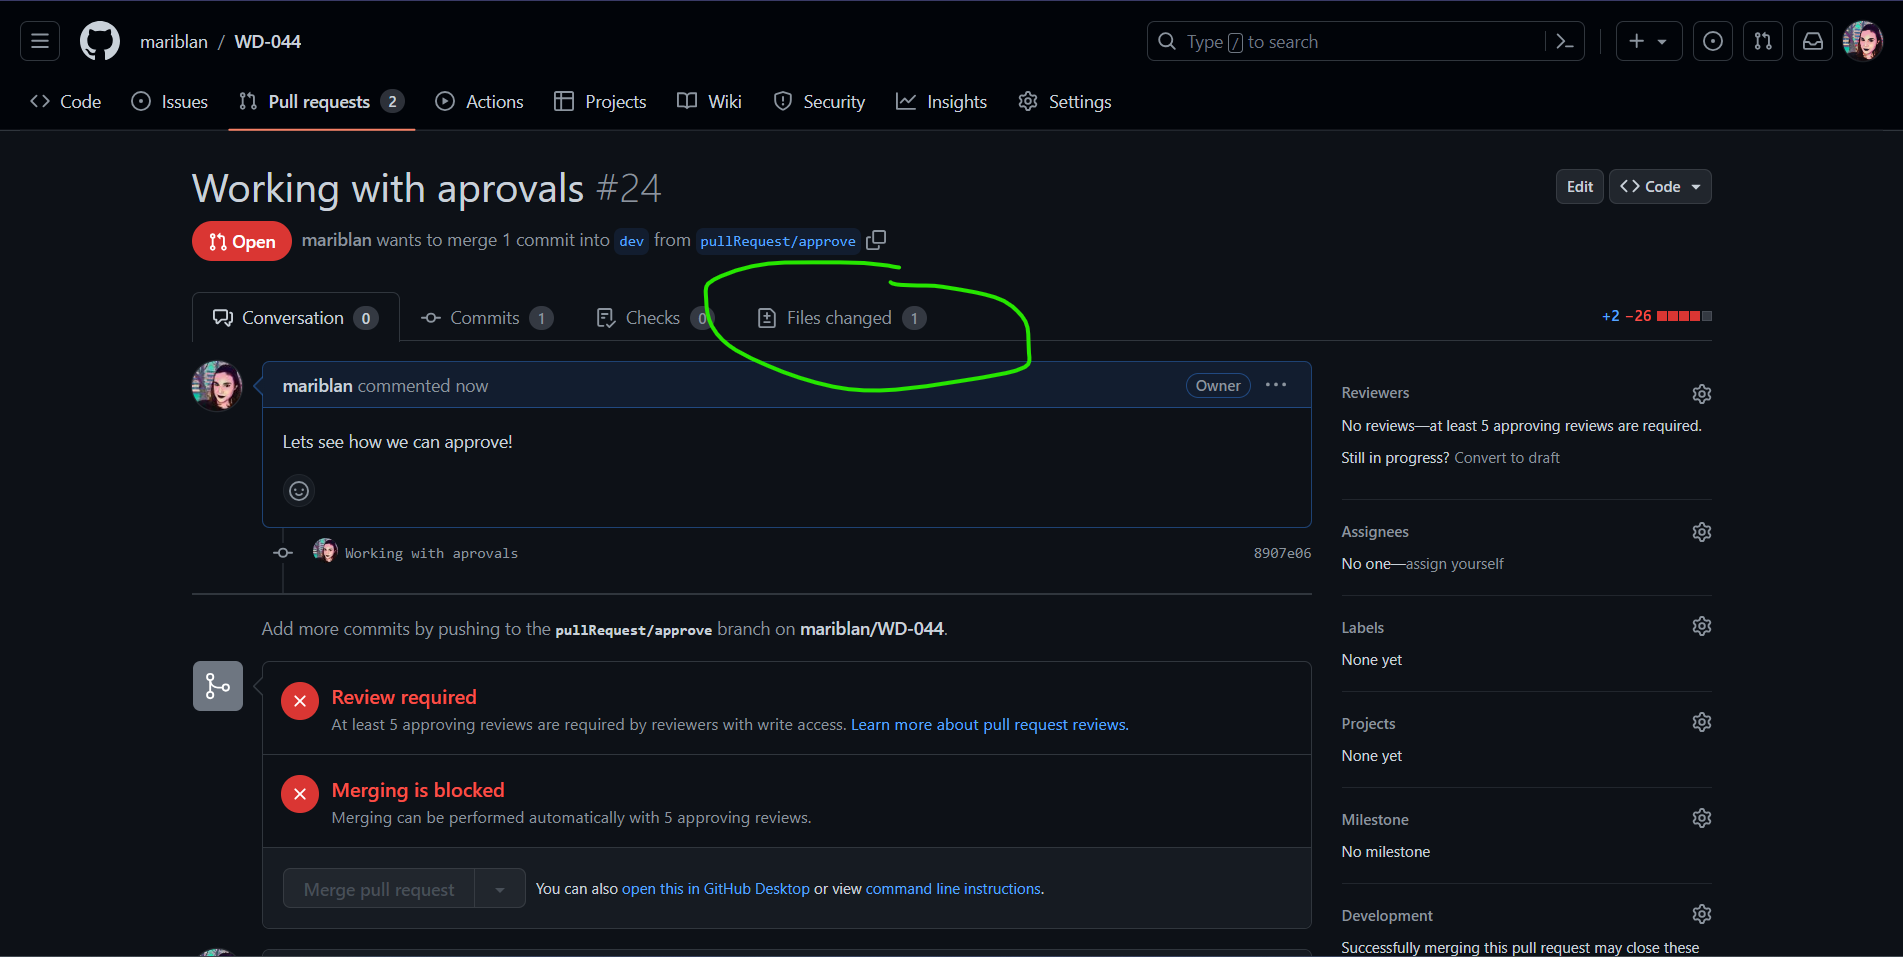 mariblan / WD-044
Type / to search
Code
Issues
Pull requests 2
Actions
Projects
Wiki
Security
Insights
Settings
Working with aprovals #24
Edit
Code
Open
mariblan wants to merge 1 commit into dev from pullRequest/approve
Conversation 0
Commits 1
Checks 0
Files changed 1
+2 −26
mariblan commented now
Owner
Lets see how we can approve!
Working with aprovals
8907e06
Add more commits by pushing to the pullRequest/approve branch on mariblan/WD-044.
Review required
At least 5 approving reviews are required by reviewers with write access. Learn more about pull request reviews.
Merging is blocked
Merging can be performed automatically with 5 approving reviews.
Merge pull request
You can also open this in GitHub Desktop or view command line instructions.
Reviewers
No reviews—at least 5 approving reviews are required.
Still in progress? Convert to draft
Assignees
No one—assign yourself
Labels
None yet
Projects
None yet
Milestone
No milestone
Development
Successfully merging this pull request may close these